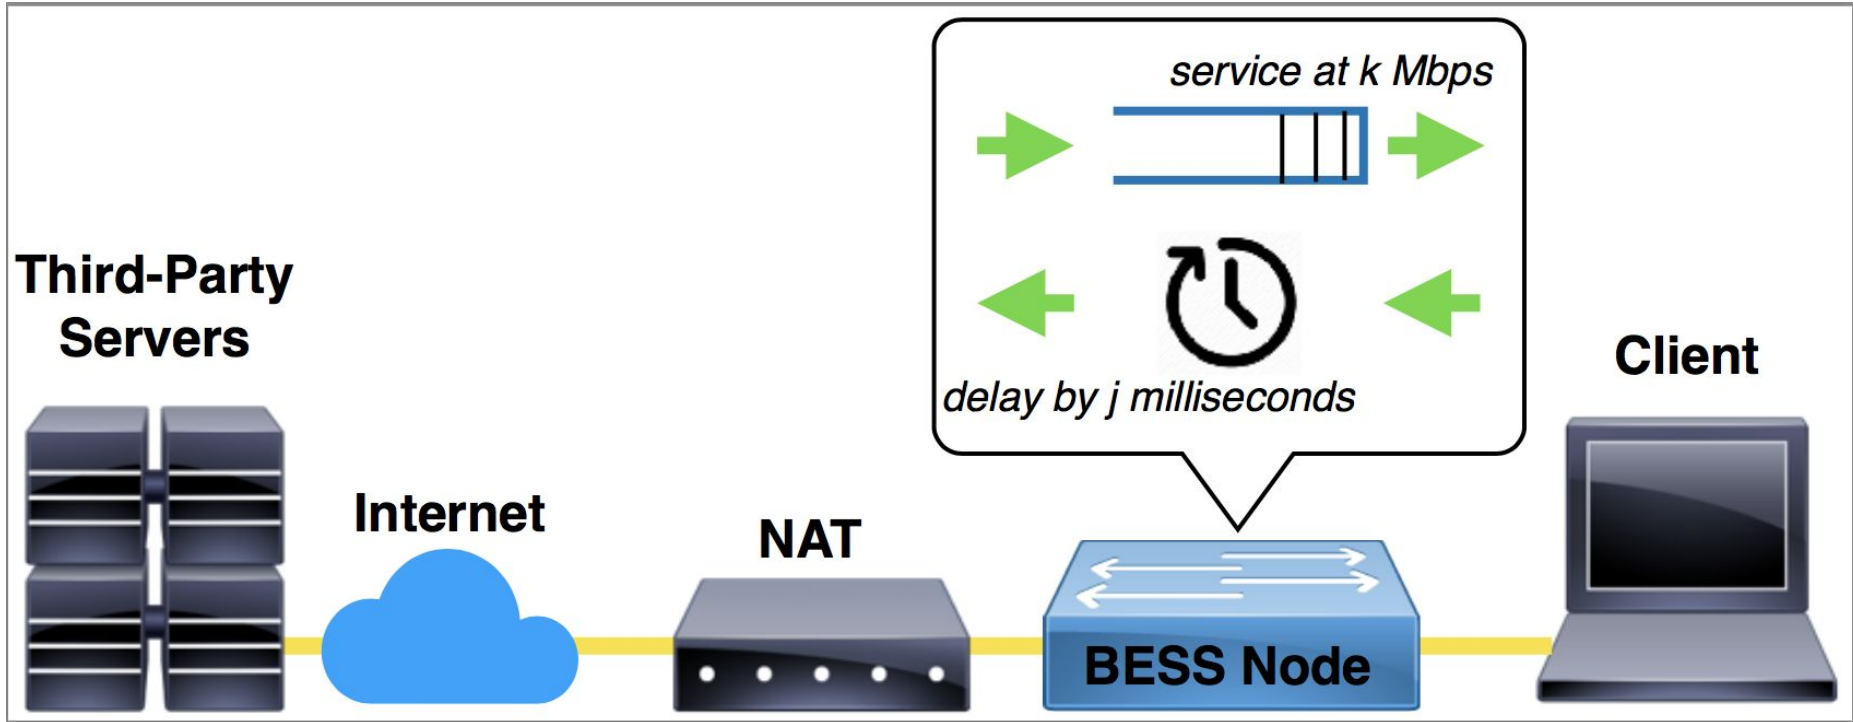 service at k Mbps
delay by j milliseconds
Third-Party
Servers
Internet
NAT
BESS Node
Client